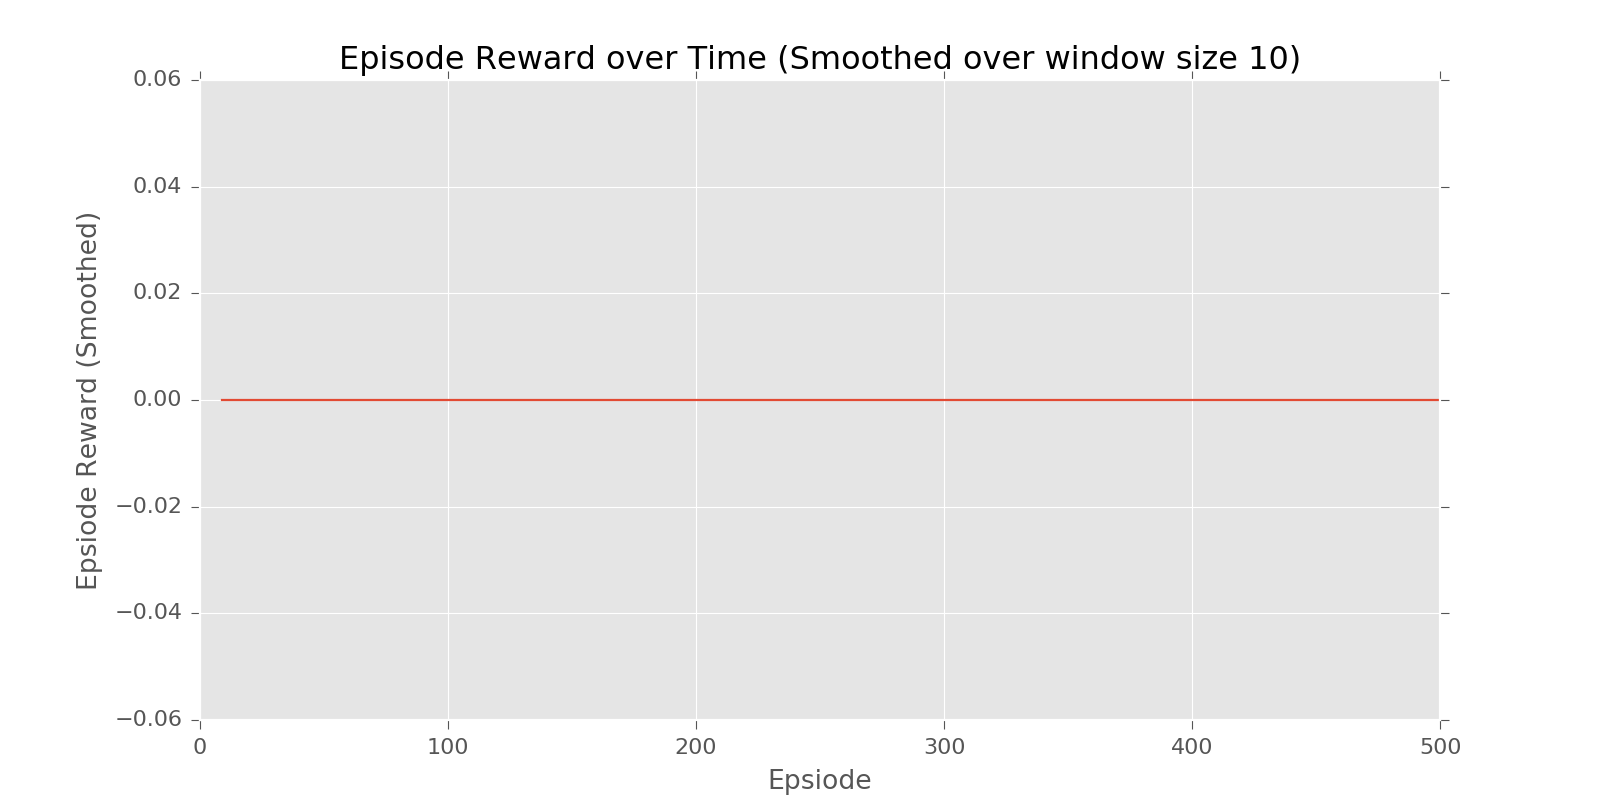 Episode Reward over Time (Smoothed over window size 10)
0.06
0.04
0.02
0.00
−0.02
−0.04
−0.06
Epsiode Reward (Smoothed)
0 100 200 300 400 500
Epsiode